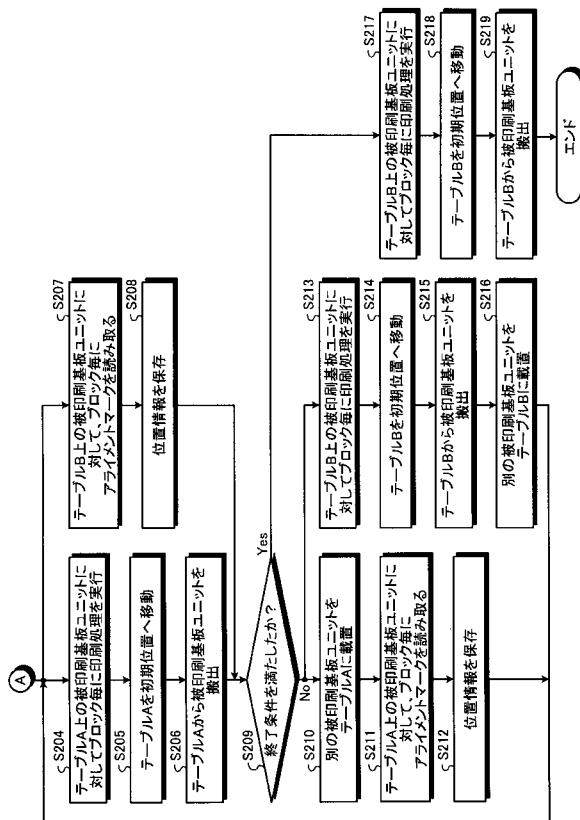 A
S204
テーブルA上の被印刷基板ユニットに
対してブロック毎に印刷処理を実行
S205
テーブルAを初期位置へ移動
S206
テーブルAから被印刷基板ユニットを
搬出
S207
テーブルB上の被印刷基板ユニットに
対して、ブロック毎に
アライメントマークを読み取る
S208
位置情報を保存
S209
終了条件を満たしたか？
Yes
No
S210
別の被印刷基板ユニットを
テーブルAに載置
S211
テーブルA上の被印刷基板ユニットに
対して、ブロック毎に
アライメントマークを読み取る
S212
位置情報を保存
S213
テーブルB上の被印刷基板ユニットに
対してブロック毎に印刷処理を実行
S214
テーブルBを初期位置へ移動
S215
テーブルBから被印刷基板ユニットを
搬出
S216
別の被印刷基板ユニットを
テーブルBに載置
S217
テーブルB上の被印刷基板ユニットに
対してブロック毎に印刷処理を実行
S218
テーブルBを初期位置へ移動
S219
テーブルBから被印刷基板ユニットを
搬出
エンド